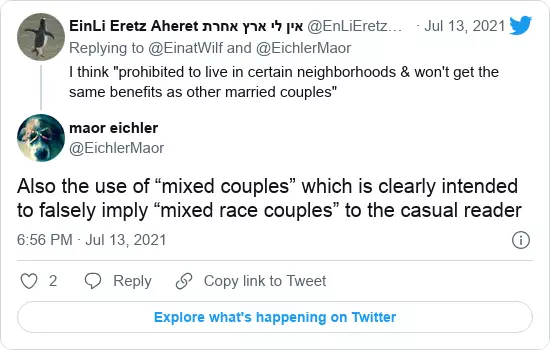 EinLi Eretz Aheret אין לי ארץ אחרת @EnLiEretz… · Jul 13, 2021
Replying to @EinatWilf and @EichlerMaor
I think "prohibited to live in certain neighborhoods & won't get the
same benefits as other married couples"
maor eichler
@EichlerMaor
Also the use of “mixed couples” which is clearly intended
to falsely imply “mixed race couples” to the casual reader
6:56 PM · Jul 13, 2021
2 Reply Copy link to Tweet
Explore what's happening on Twitter